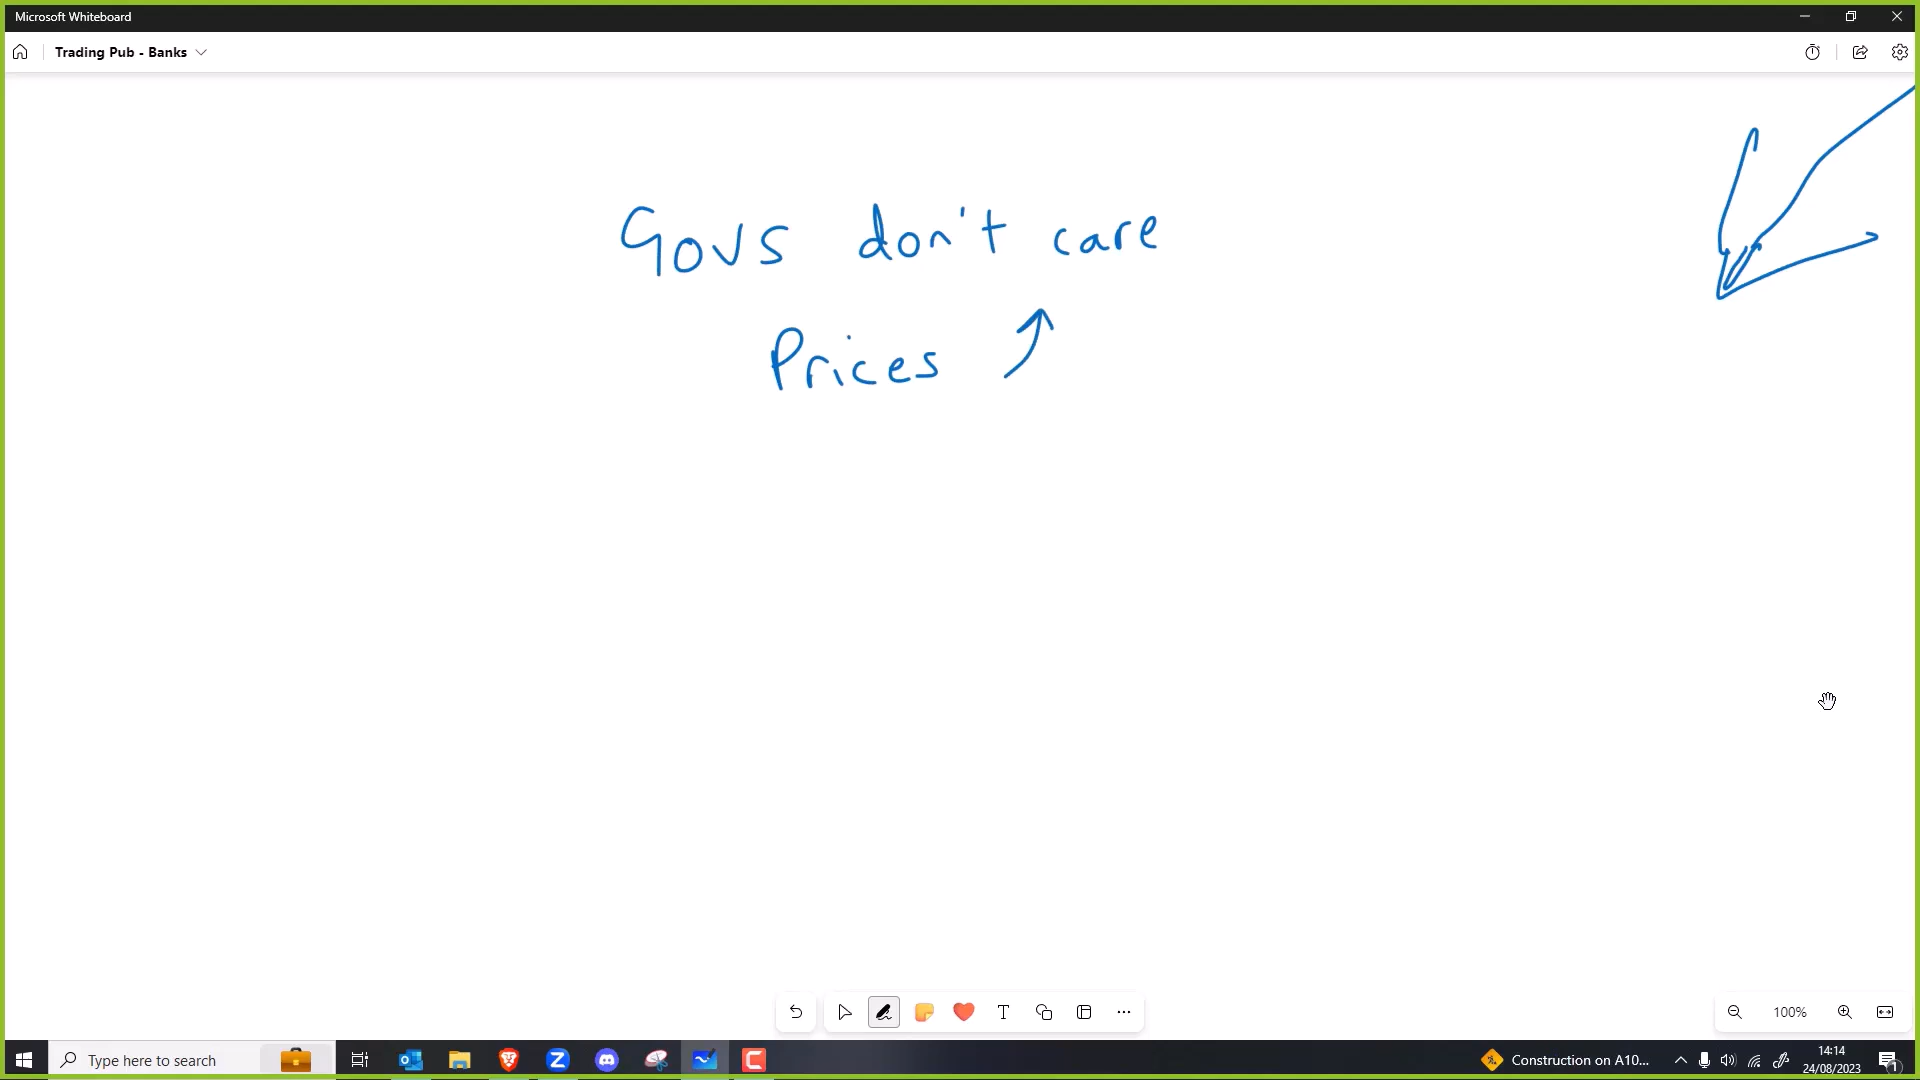 Microsoft Whiteboard
Trading Pub - Banks
Govs don't care
Prices
100%
Type here to search
Construction on A10...
14:14
24/08/2023
1